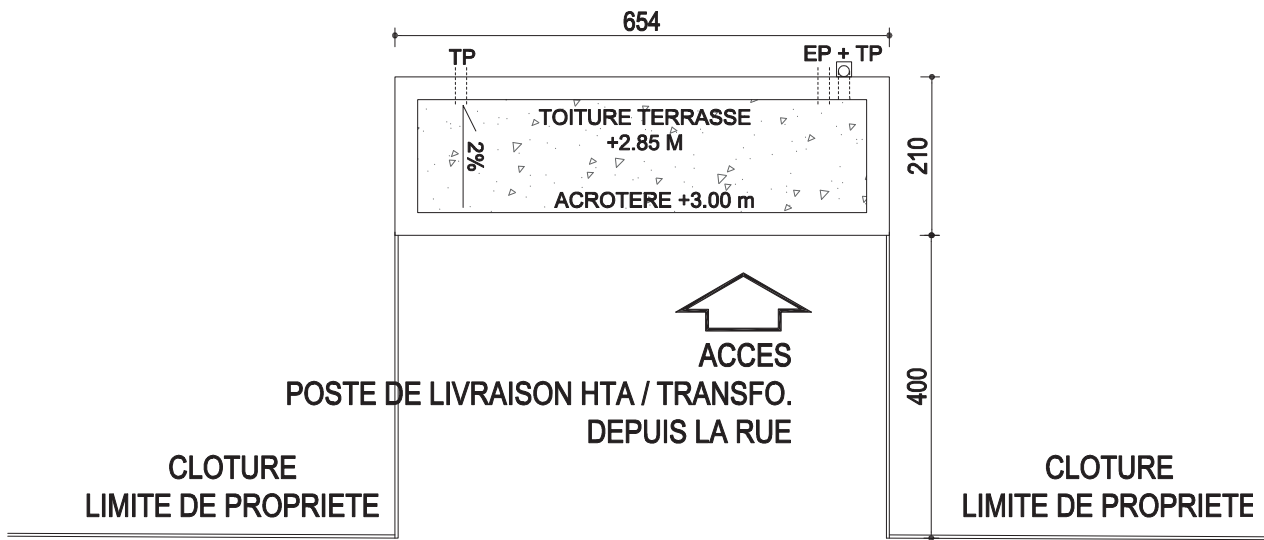 654
TP
EP + TP
TOITURE TERRASSE
+2.85 M
2%
ACROTERE +3.00 m
210
ACCES
POSTE DE LIVRAISON HTA / TRANSFO.
DEPUIS LA RUE
400
CLOTURE
LIMITE DE PROPRIETE
CLOTURE
LIMITE DE PROPRIETE